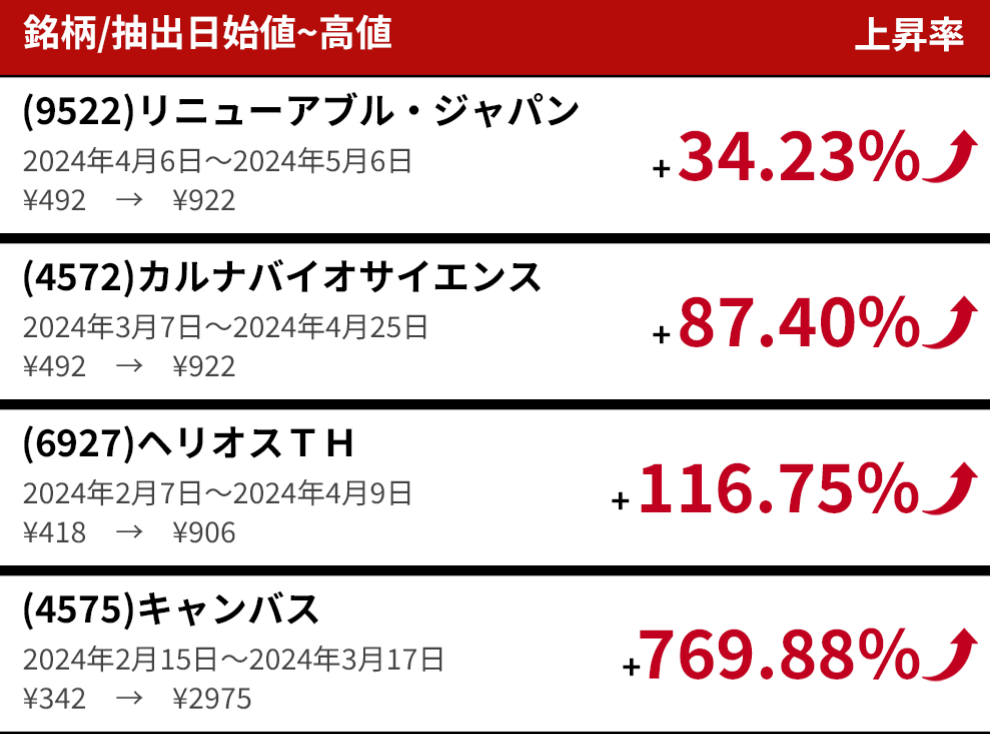 銘柄/抽出日始値~高値 上昇率
(9522)リニューアブル・ジャパン
2024年4月6日～2024年5月6日
¥492 → ¥922
+34.23%
(4572)カルナバイオサイエンス
2024年3月7日～2024年4月25日
¥492 → ¥922
+87.40%
(6927)ヘリオスＴＨ
2024年2月7日～2024年4月9日
¥418 → ¥906
+116.75%
(4575)キャンバス
2024年2月15日～2024年3月17日
¥342 → ¥2975
+769.88%